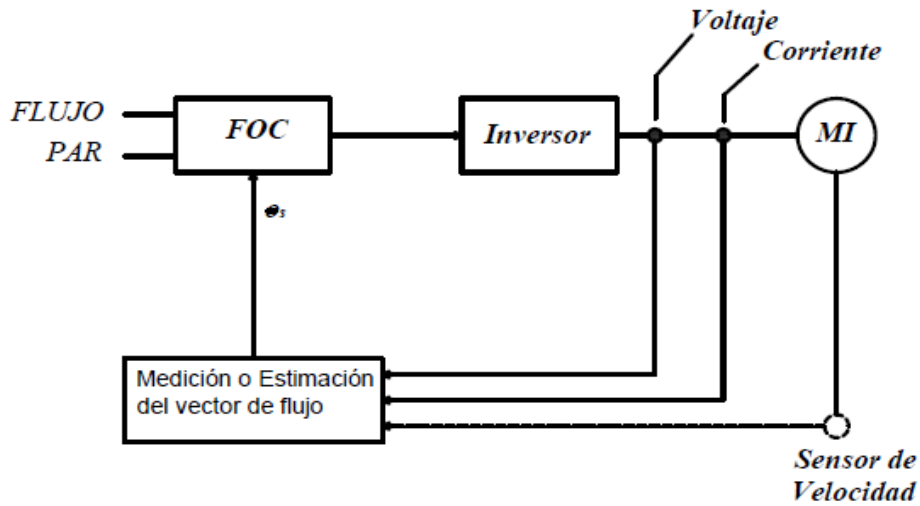 Voltaje
Corriente
FLUJO
PAR
FOC
Inversor
MI
Medición o Estimación
del vector de flujo
Sensor de
Velocidad